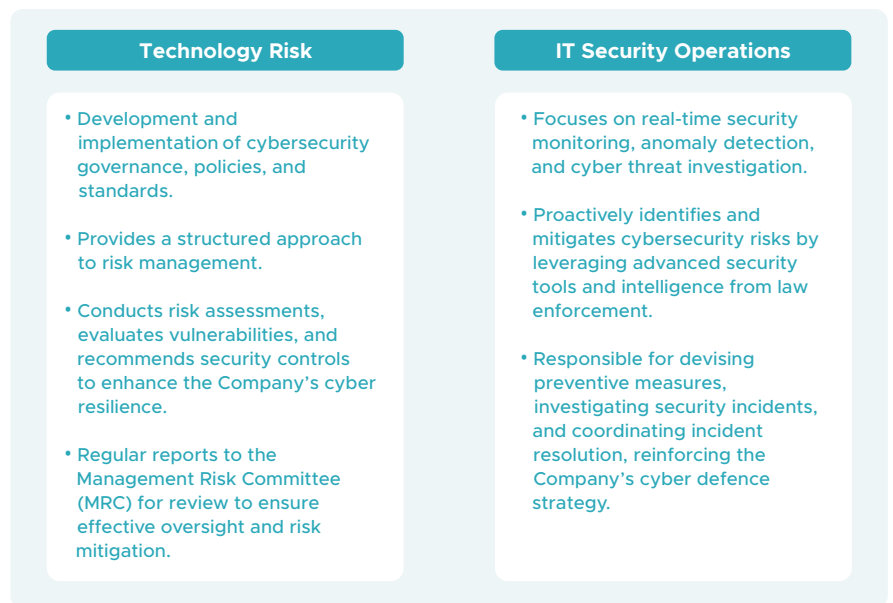 Technology Risk
• Development and
implementation of cybersecurity
governance, policies, and
standards.
• Provides a structured approach
to risk management.
• Conducts risk assessments,
evaluates vulnerabilities, and
recommends security controls
to enhance the Company's cyber
resilience.
• Regular reports to the
Management Risk Committee
(MRC) for review to ensure
effective oversight and risk
mitigation.
IT Security Operations
• Focuses on real-time security
monitoring, anomaly detection,
and cyber threat investigation.
• Proactively identifies and
mitigates cybersecurity risks by
leveraging advanced security
tools and intelligence from law
enforcement.
• Responsible for devising
preventive measures,
investigating security incidents,
and coordinating incident
resolution, reinforcing the
Company's cyber defence
strategy.